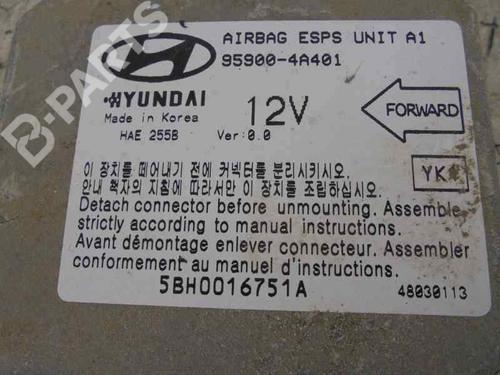 AIRBAG ESPS UNIT A1
95900-4A401
HYUNDAI
Made in Korea
HAE 255B
12V
Ver:0.0
FORWARD
이 장치를 떼어내기 전에 커넥터를 분리시키시오.
안내 책자의 지침에 따라서만 이 장치를 조립하십시오.
YK
Detach connector before unmounting. Assemble
strictly according to manual instructions.
Avant démontage enlever connecteur. Assembler
conformement au manuel d'instructions.
5BH0016751A
48030113
B-PARTS